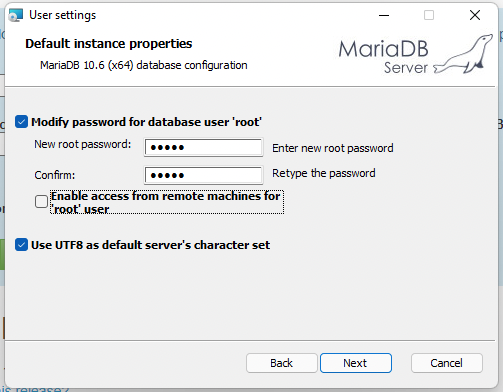 User settings
Default instance properties
MariaDB 10.6 (x64) database configuration
MariaDB
Server
Modify password for database user 'root'
New root password: ●●●●● Enter new root password
Confirm: ●●●●● Retype the password
Enable access from remote machines for
'root' user
Use UTF8 as default server's character set
Back Next Cancel
is release?